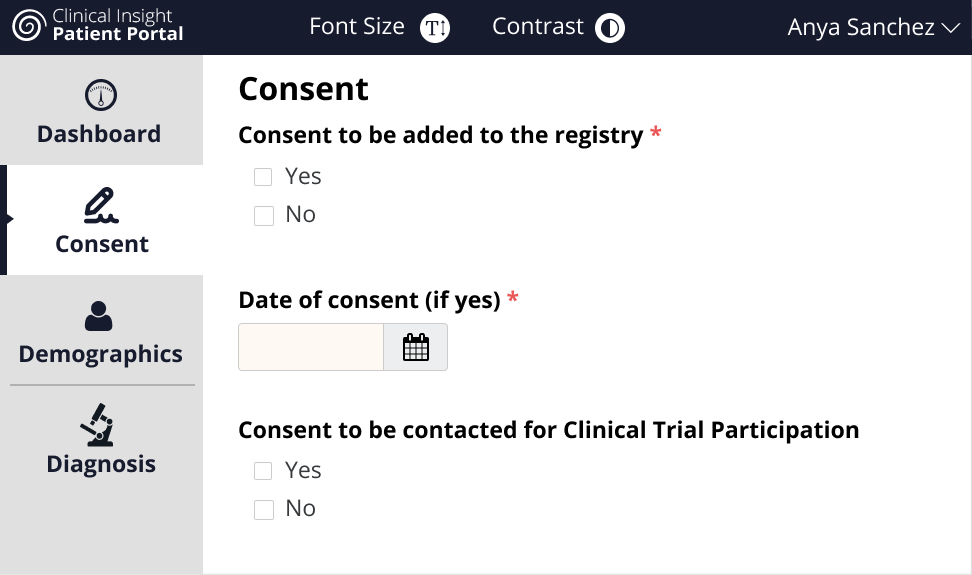 Clinical Insight
Patient Portal
Font Size T
Contrast
Anya Sanchez
Dashboard
Consent
Demographics
Diagnosis
Consent
Consent to be added to the registry *
Yes
No
Date of consent (if yes) *
Consent to be contacted for Clinical Trial Participation
Yes
No